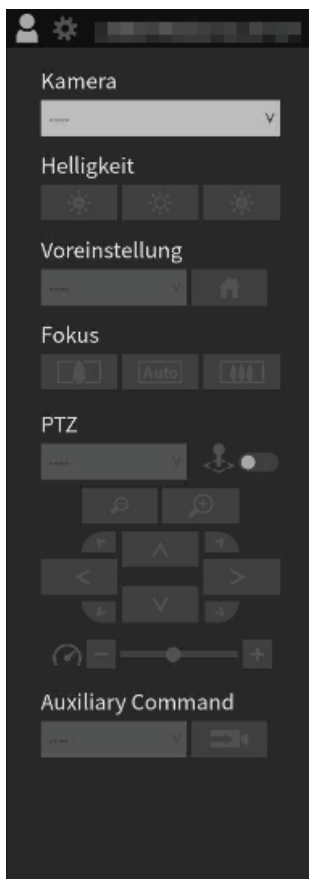 Kamera
----
Helligkeit
Voreinstellung
----
Fokus
Auto
PTZ
----
Auxiliary Command
----